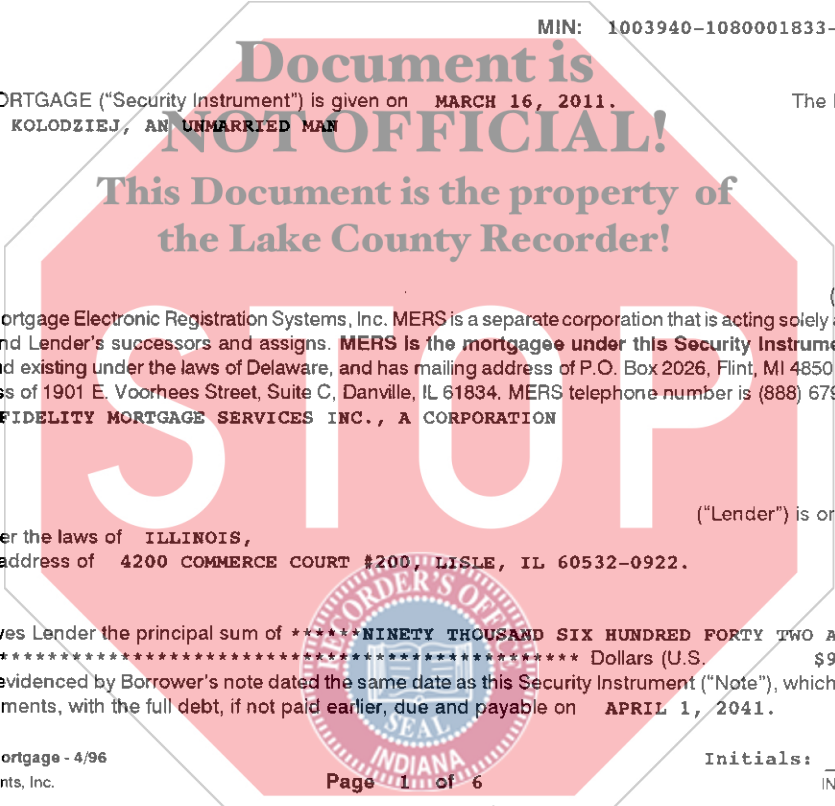 MIN: 1003940-1080001833-
Document is
ORTGAGE ("Security Instrument") is given on MARCH 16, 2011. The
KOLODZIEJ, AN UNMARRIED MAN
NOT OFFICIAL!
This Document is the property of
the Lake County Recorder!
(
ortgage Electronic Registration Systems, Inc. MERS is a separate corporation that is acting solely
nd Lender's successors and assigns. MERS is the mortgagee under this Security Instrume
d existing under the laws of Delaware, and has mailing address of P.O. Box 2026, Flint, MI 4850
ss of 1901 E. Voorhees Street, Suite C, Danville, IL 61834. MERS telephone number is (888) 679
FIDELITY MORTGAGE SERVICES INC., A CORPORATION
STOP
("Lender") is or
er the laws of ILLINOIS,
address of 4200 COMMERCE COURT #200, LISLE, IL 60532-0922.
ves Lender the principal sum of ******NINETY THOUSAND SIX HUNDRED FORTY TWO A
************************************************** Dollars (U.S. $9
evidenced by Borrower's note dated the same date as this Security Instrument ("Note"), which
ments, with the full debt, if not paid earlier, due and payable on APRIL 1, 2041.
RECORDER'S OFFICE
SEAL
INDIANA
ortgage - 4/96 Initials: _
nts, Inc. Page 1 of 6 IN